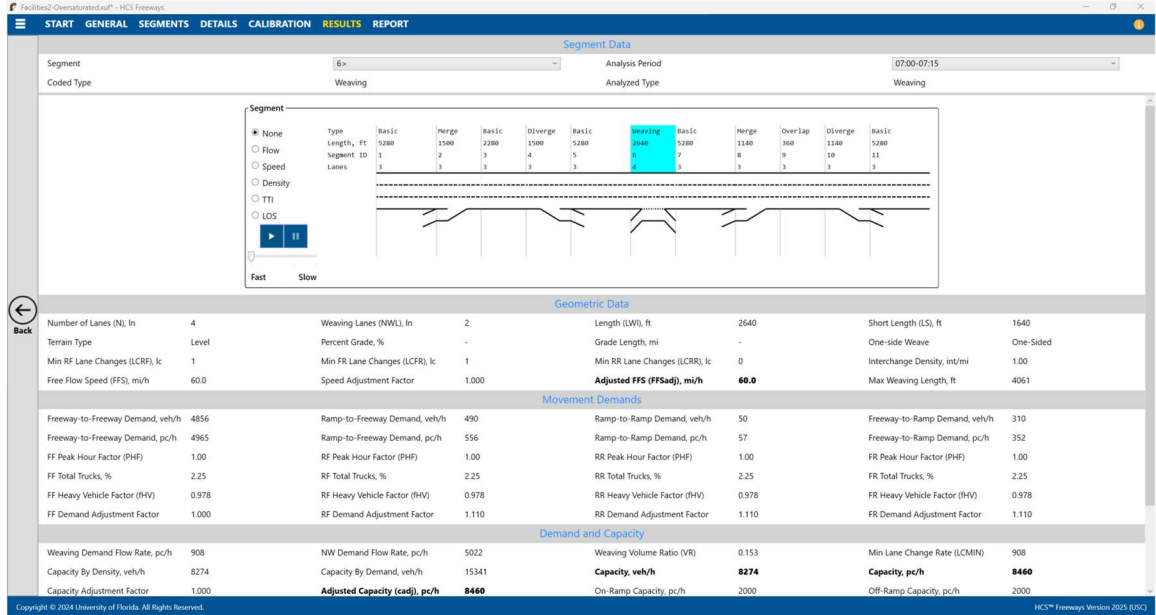 Facilities2-Oversaturated.xuf* - HCS Freeways
START GENERAL SEGMENTS DETAILS CALIBRATION RESULTS REPORT
Segment Data
Segment 6> Analysis Period 07:00-07:15
Coded Type Weaving Analyzed Type Weaving
Segment
None
Flow
Speed
Density
TTI
LOS
Fast Slow
Type Basic Merge Basic Diverge Basic Weaving Basic Merge Overlap Diverge Basic
Length, ft 5280 1500 2280 1500 5280 2640 5280 1140 360 1140 5280
Segment ID 1 2 3 4 5 6 7 8 9 10 11
Lanes 3 3 3 3 3 4 3 3 3 3 3
Back
Geometric Data
Number of Lanes (N), ln 4 Weaving Lanes (NWL), ln 2 Length (LWI), ft 2640 Short Length (LS), ft 1640
Terrain Type Level Percent Grade, % - Grade Length, mi - One-side Weave One-Sided
Min RF Lane Changes (LCRF), lc 1 Min FR Lane Changes (LCFR), lc 1 Min RR Lane Changes (LCRR), lc 0 Interchange Density, int/mi 1.00
Free Flow Speed (FFS), mi/h 60.0 Speed Adjustment Factor 1.000 Adjusted FFS (FFSadj), mi/h 60.0 Max Weaving Length, ft 4061
Movement Demands
Freeway-to-Freeway Demand, veh/h 4856 Ramp-to-Freeway Demand, veh/h 490 Ramp-to-Ramp Demand, veh/h 50 Freeway-to-Ramp Demand, veh/h 310
Freeway-to-Freeway Demand, pc/h 4965 Ramp-to-Freeway Demand, pc/h 556 Ramp-to-Ramp Demand, pc/h 57 Freeway-to-Ramp Demand, pc/h 352
FF Peak Hour Factor (PHF) 1.00 RF Peak Hour Factor (PHF) 1.00 RR Peak Hour Factor (PHF) 1.00 FR Peak Hour Factor (PHF) 1.00
FF Total Trucks, % 2.25 RF Total Trucks, % 2.25 RR Total Trucks, % 2.25 FR Total Trucks, % 2.25
FF Heavy Vehicle Factor (fHV) 0.978 RF Heavy Vehicle Factor (fHV) 0.978 RR Heavy Vehicle Factor (fHV) 0.978 FR Heavy Vehicle Factor (fHV) 0.978
FF Demand Adjustment Factor 1.000 RF Demand Adjustment Factor 1.110 RR Demand Adjustment Factor 1.110 FR Demand Adjustment Factor 1.110
Demand and Capacity
Weaving Demand Flow Rate, pc/h 908 NW Demand Flow Rate, pc/h 5022 Weaving Volume Ratio (VR) 0.153 Min Lane Change Rate (LCMIN) 908
Capacity By Density, veh/h 8274 Capacity By Demand, veh/h 15341 Capacity, veh/h 8274 Capacity, pc/h 8460
Capacity Adjustment Factor 1.000 Adjusted Capacity (cadj), pc/h 8460 On-Ramp Capacity, pc/h 2000 Off-Ramp Capacity, pc/h 2000
Copyright © 2024 University of Florida. All Rights Reserved. HCS™ Freeways Version 2025 (USC)